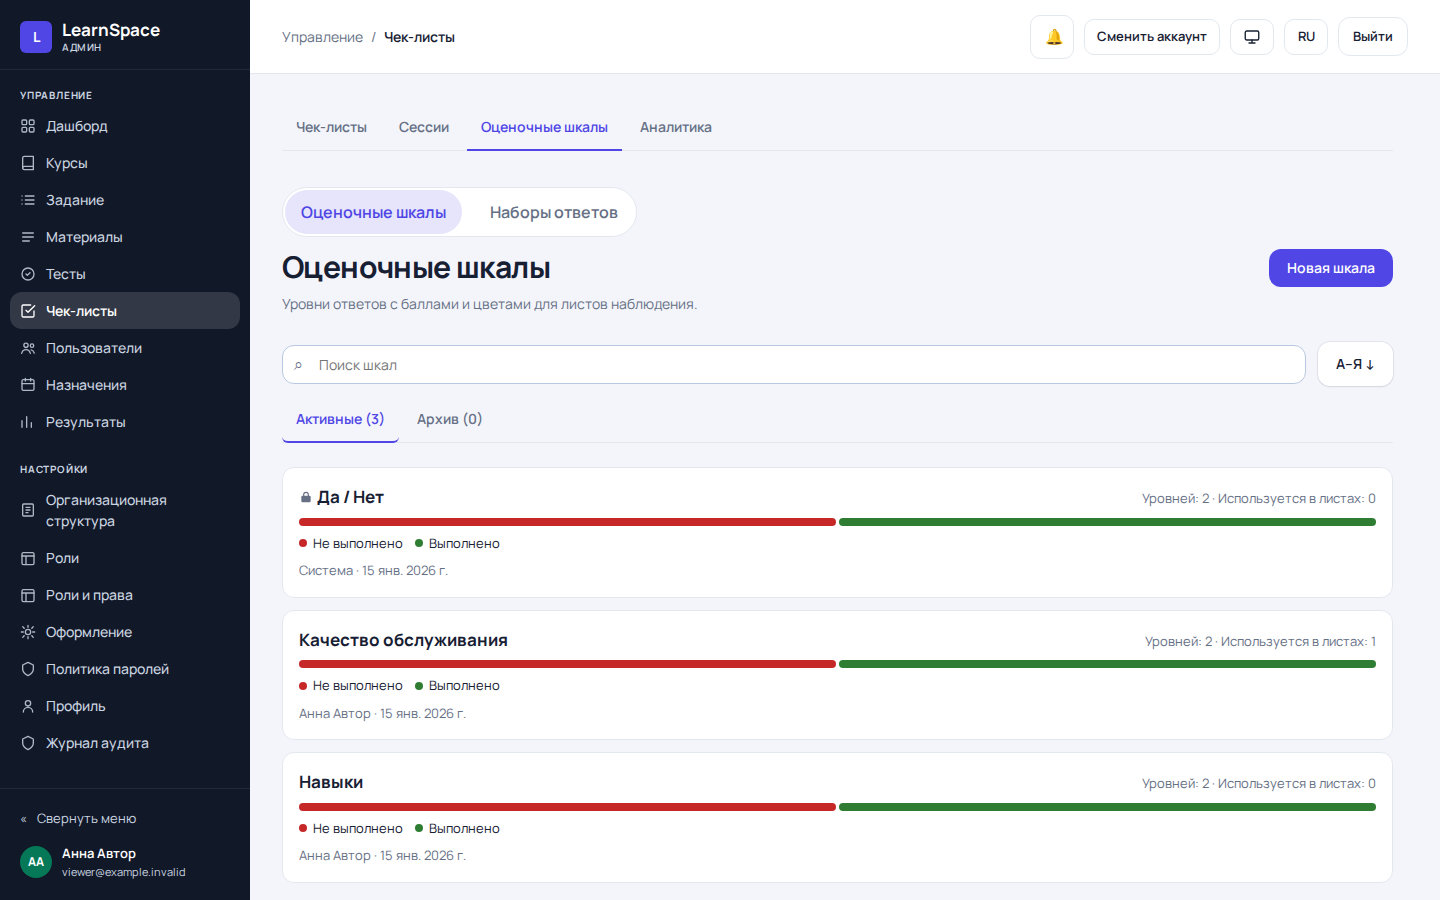 L
LearnSpace
АДМИН
УПРАВЛЕНИЕ
Дашборд
Курсы
Задание
Материалы
Тесты
Чек-листы
Пользователи
Назначения
Результаты
НАСТРОЙКИ
Организационная
структура
Роли
Роли и права
Оформление
Политика паролей
Профиль
Журнал аудита
« Свернуть меню
АА
Анна Автор
viewer@example.invalid
Управление / Чек-листы
Сменить аккаунт
RU
Выйти
Чек-листы Сессии Оценочные шкалы Аналитика
Оценочные шкалы Наборы ответов
Оценочные шкалы
Новая шкала
Уровни ответов с баллами и цветами для листов наблюдения.
Поиск шкал
А–Я ↓
Активные (3) Архив (0)
Да / Нет
Уровней: 2 · Используется в листах: 0
Не выполнено Выполнено
Система · 15 янв. 2026 г.
Качество обслуживания
Уровней: 2 · Используется в листах: 1
Не выполнено Выполнено
Анна Автор · 15 янв. 2026 г.
Навыки
Уровней: 2 · Используется в листах: 0
Не выполнено Выполнено
Анна Автор · 15 янв. 2026 г.